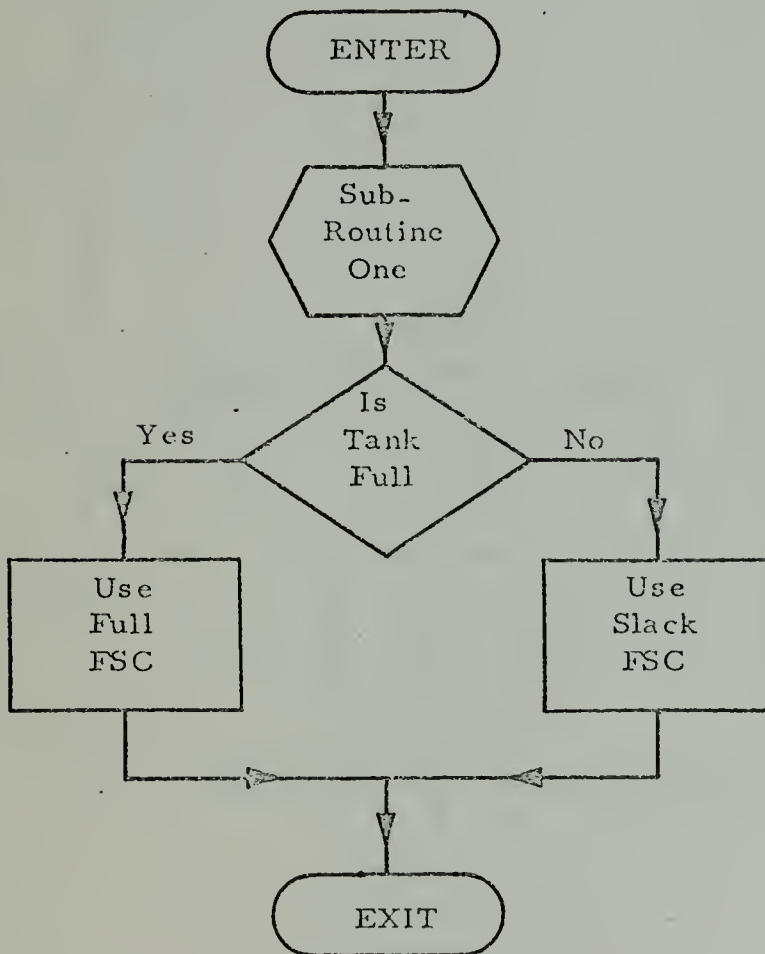 ENTER
Sub-
Routine
One
Is
Tank
Full
Yes
No
Use
Full
FSC
Use
Slack
FSC
EXIT